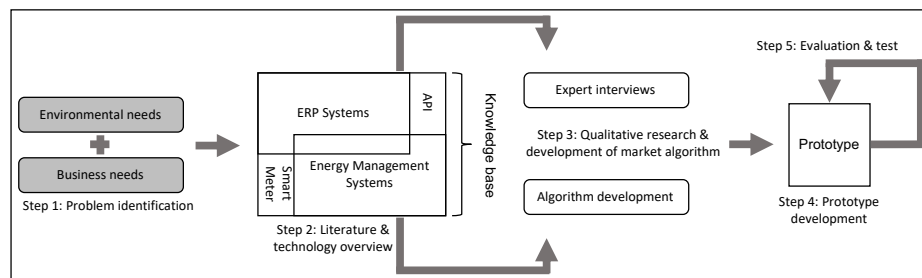 Environmental needs
Business needs
Step 1: Problem identification
ERP Systems
API
Energy Management
Systems
Smart
Meter
Knowledge base
Step 2: Literature &
technology overview
Expert interviews
Step 3: Qualitative research &
development of market algorithm
Algorithm development
Step 5: Evaluation & test
Prototype
Step 4: Prototype
development